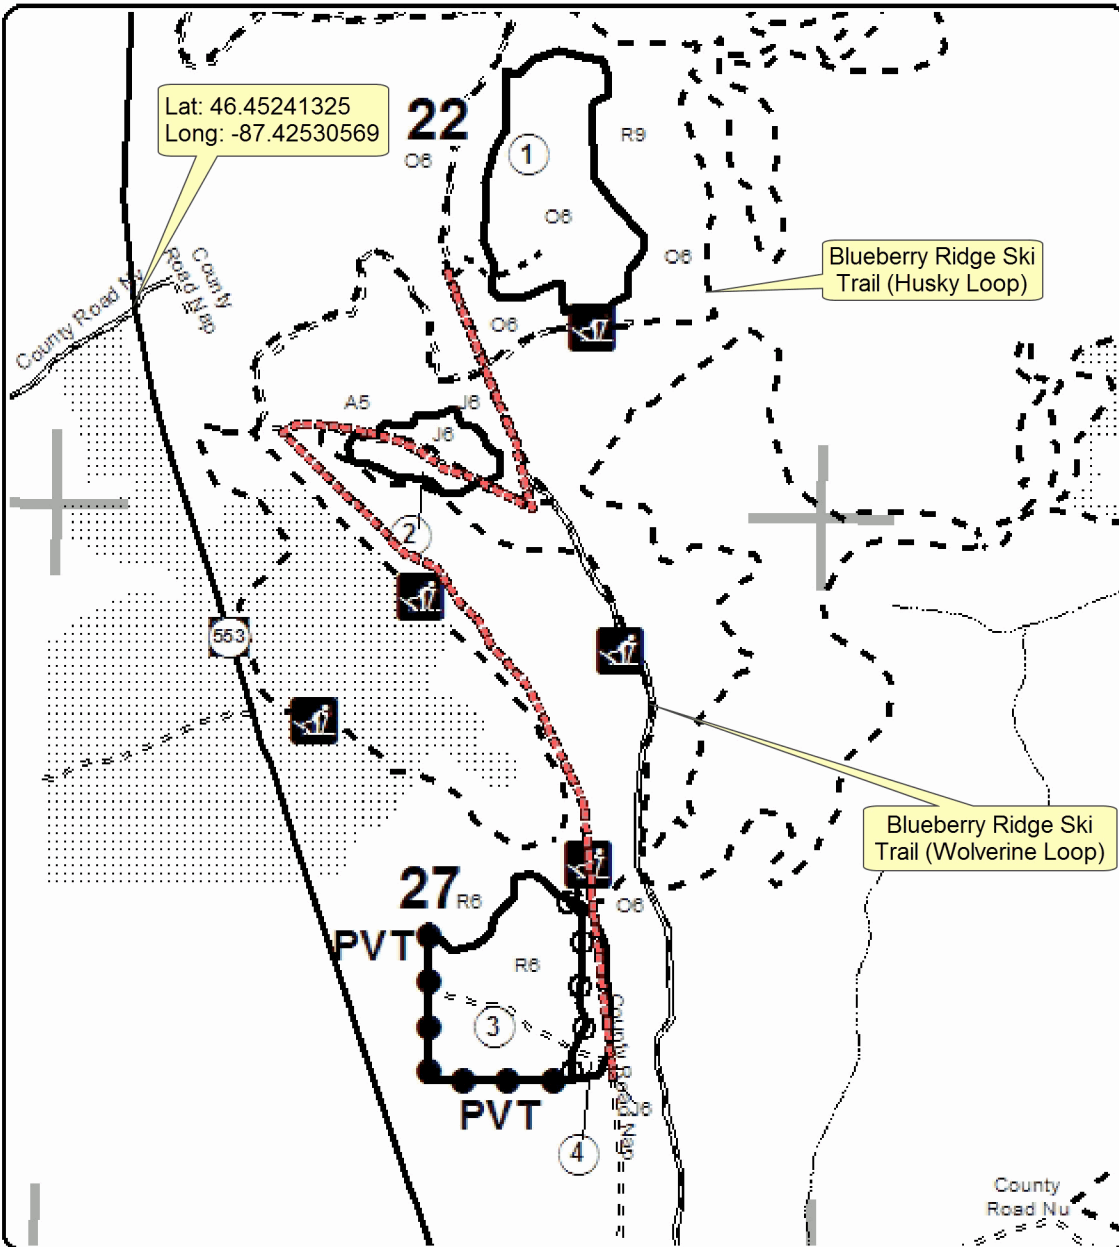 Lat: 46.45241325
Long: -87.42530569
22
O6
1
R9
O6
O6
Blueberry Ridge Ski
Trail (Husky Loop)
County
Road Nap
County Road Nu
O6
A5
J6
J6
2
553
Blueberry Ridge Ski
Trail (Wolverine Loop)
27
R6
O6
PVT
R6
3
County Road Nap
J6
PVT
4
County
Road Nu